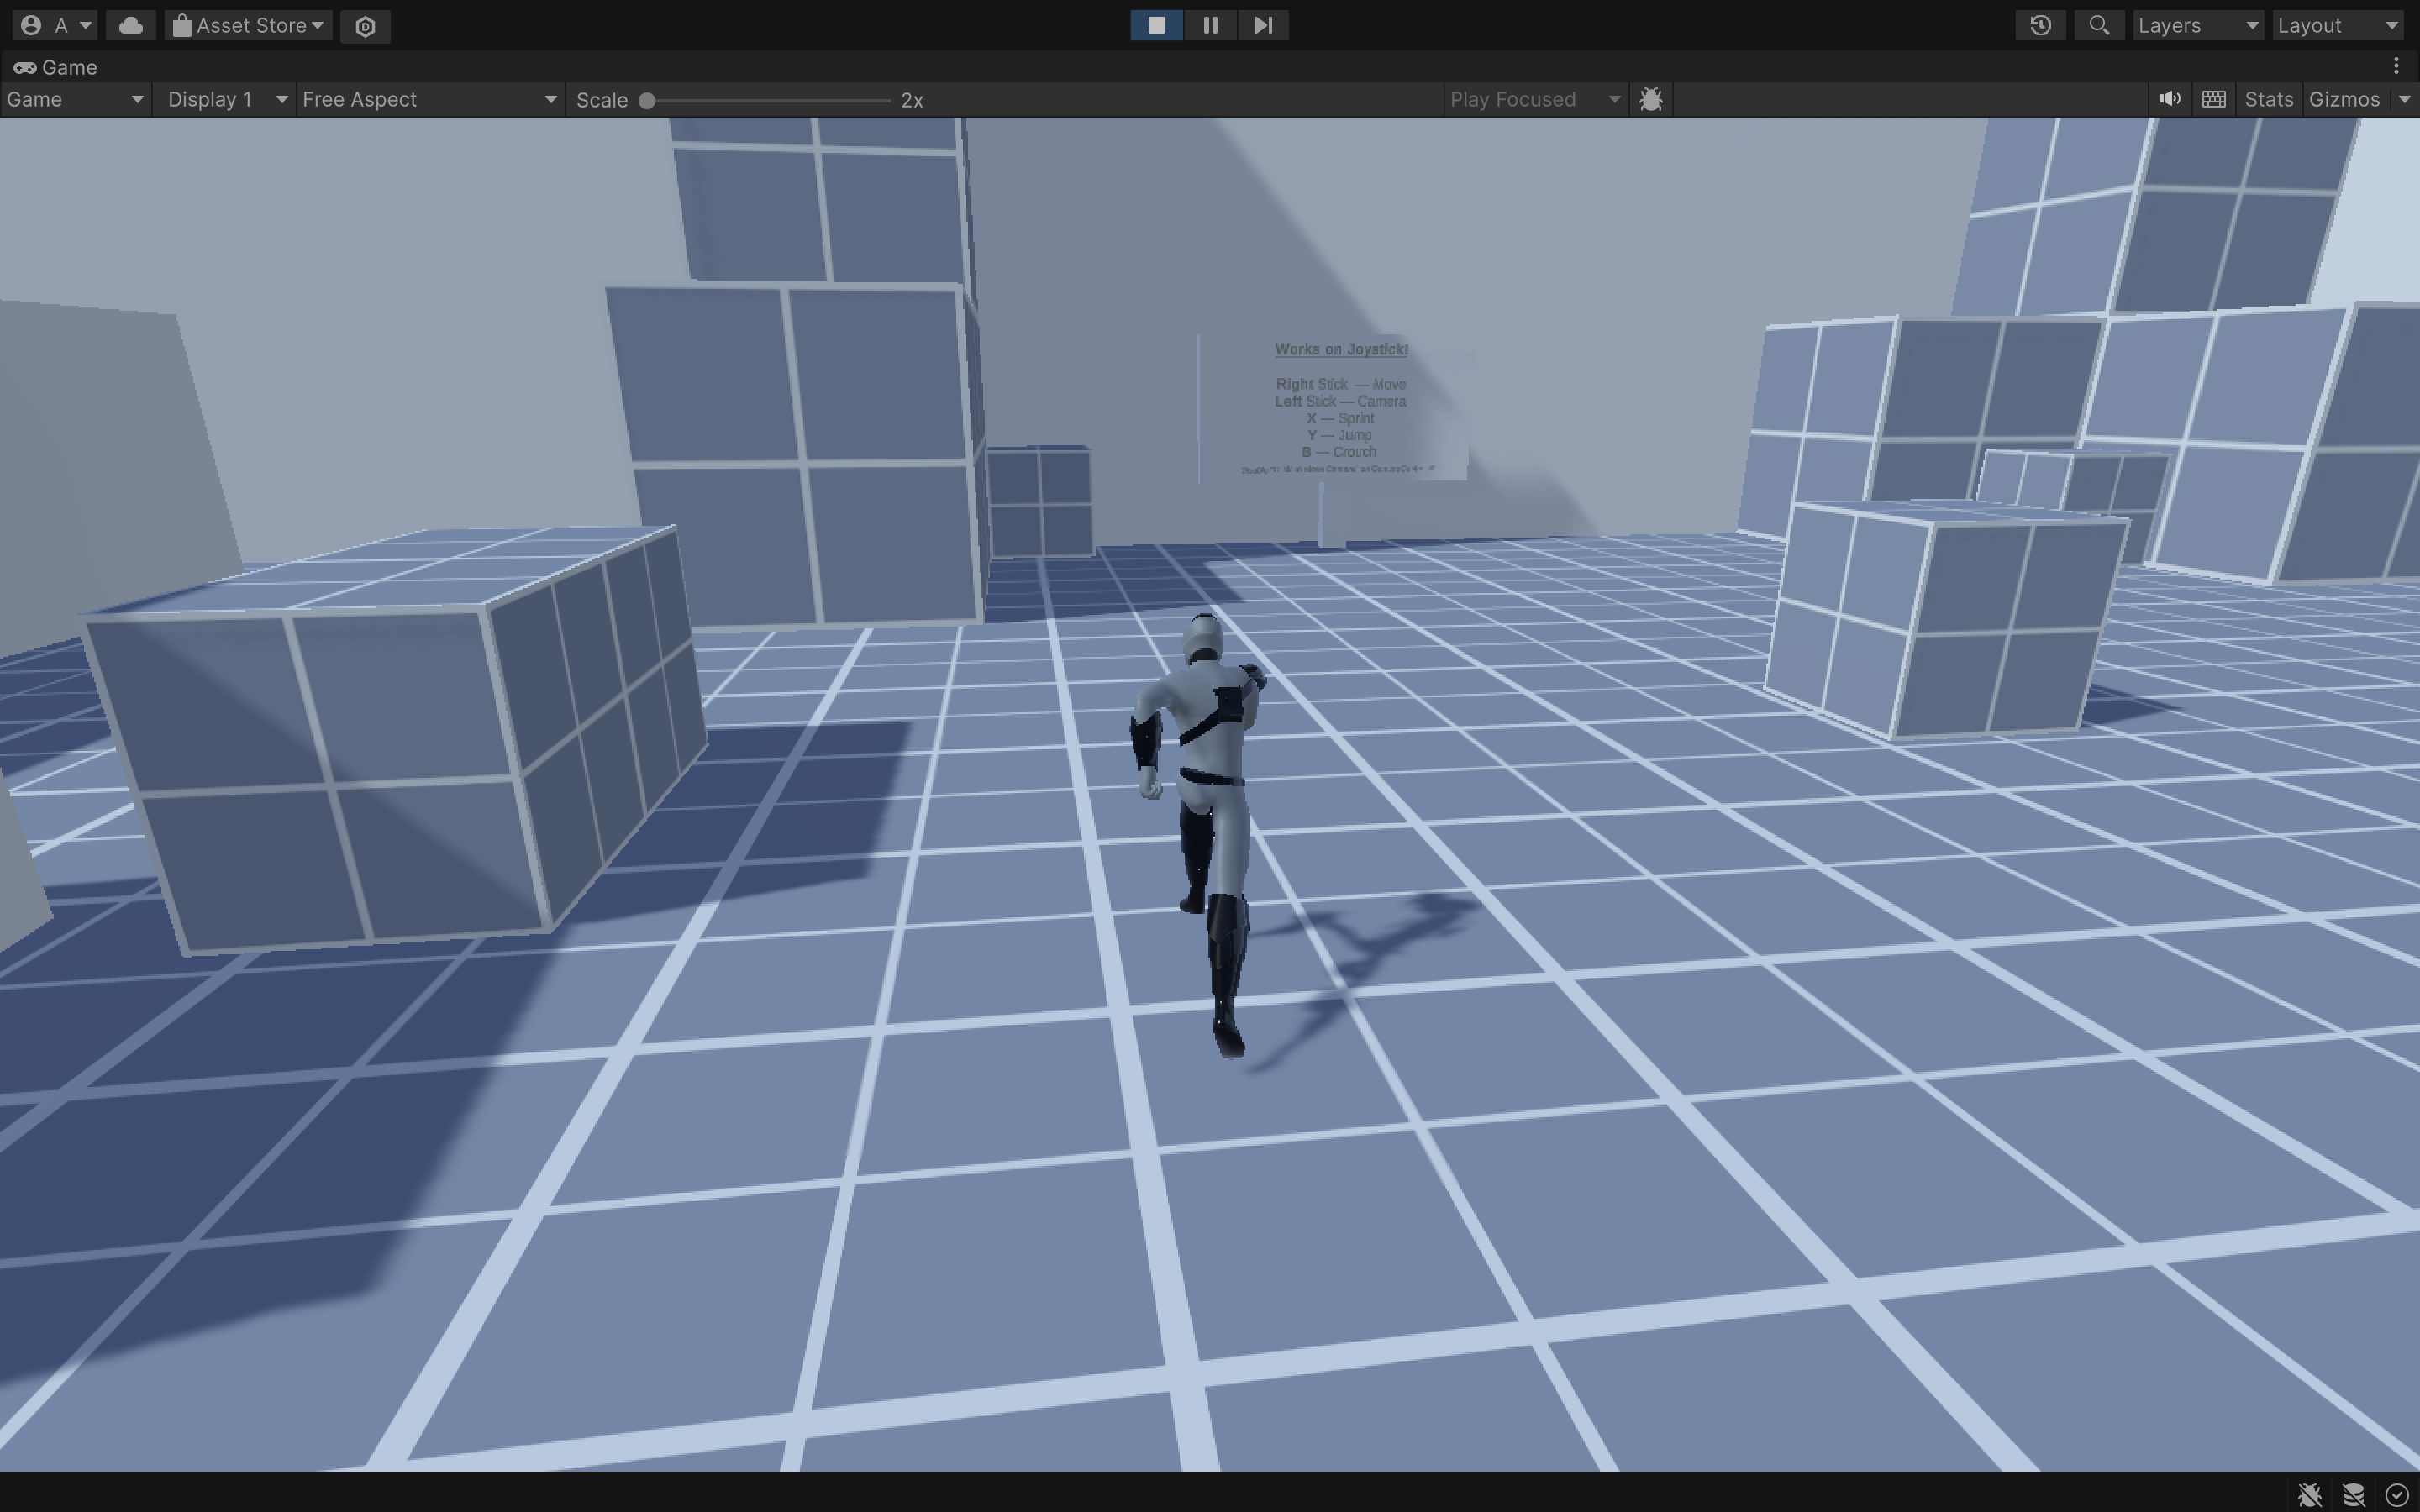 A
Asset Store
Layers
Layout
Game
Game
Display 1
Free Aspect
Scale
2x
Play Focused
Stats
Gizmos
Works on Joystick!
Right Stick — Move
Left Stick — Camera
X — Sprint
Y — Jump
B — Crouch